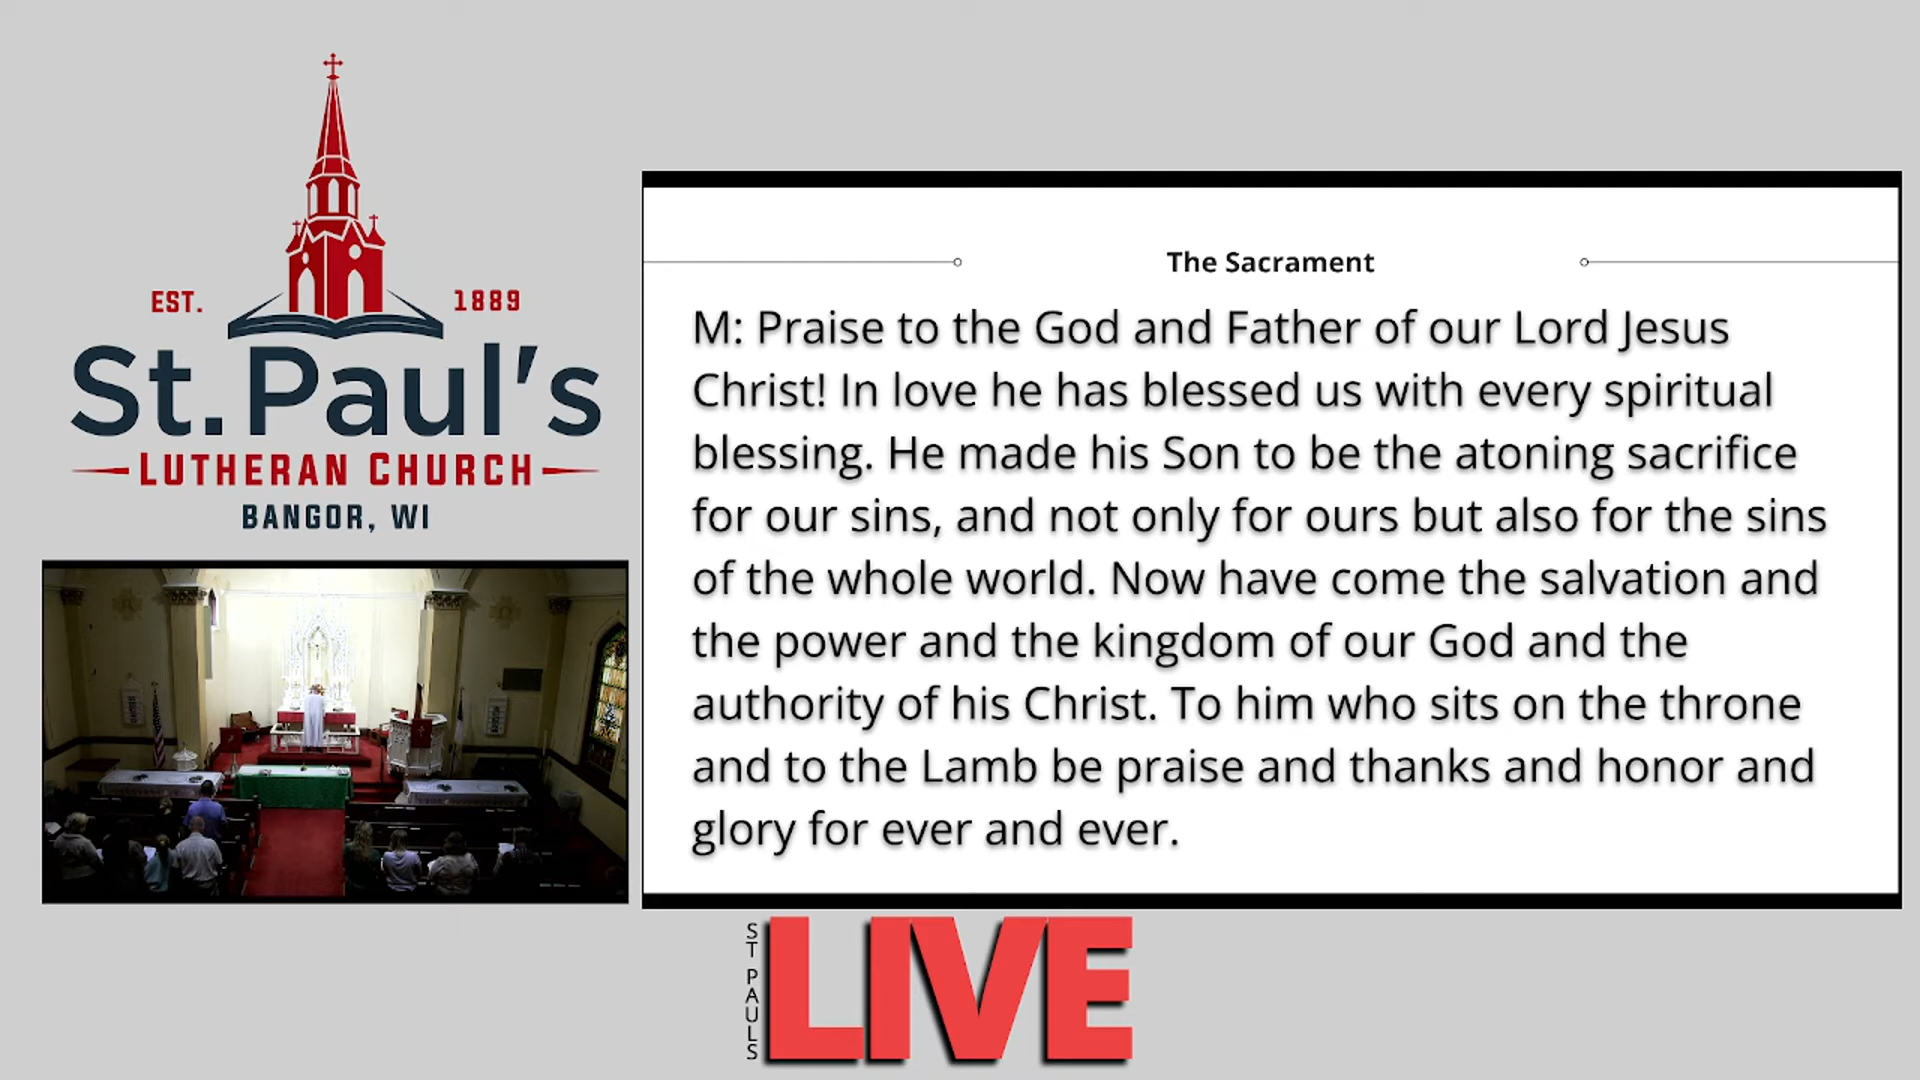 EST. 1889
St. Paul's
LUTHERAN CHURCH
BANGOR, WI
The Sacrament
M: Praise to the God and Father of our Lord Jesus
Christ! In love he has blessed us with every spiritual
blessing. He made his Son to be the atoning sacrifice
for our sins, and not only for ours but also for the sins
of the whole world. Now have come the salvation and
the power and the kingdom of our God and the
authority of his Christ. To him who sits on the throne
and to the Lamb be praise and thanks and honor and
glory for ever and ever.
ST PAULS
LIVE